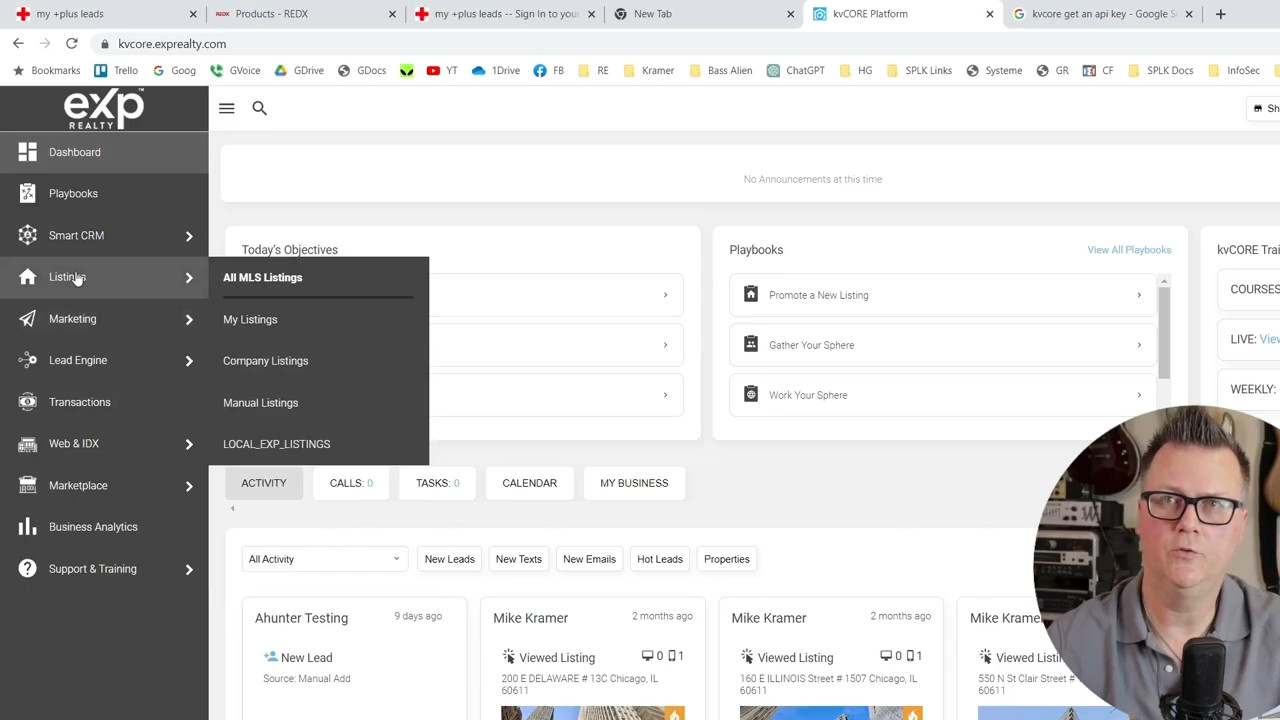 my +plus leads
Products - REDX
my +plus leads -- Sign In to your
New Tab
kvCORE Platform
kvcore get an api key - Google S
kvcore.exprealty.com
Bookmarks
Trello
Goog
GVoice
GDrive
GDocs
YT
1Drive
FB
RE
Kramer
Bass Alien
ChatGPT
HG
SPLK Links
Systeme
GR
CF
SPLK Docs
InfoSec
eXp
REALTY
Sh
Dashboard
Playbooks
Smart CRM
Listin
Marketing
Lead Engine
Transactions
Web & IDX
Marketplace
Business Analytics
Support & Training
All MLS Listings
My Listings
Company Listings
Manual Listings
LOCAL_EXP_LISTINGS
No Announcements at this time
Today's Objectives
Playbooks
View All Playbooks
Promote a New Listing
Gather Your Sphere
Work Your Sphere
kvCORE Trai
COURSES
LIVE: View
WEEKLY:
ACTIVITY
CALLS: 0
TASKS: 0
CALENDAR
MY BUSINESS
All Activity
New Leads
New Texts
New Emails
Hot Leads
Properties
Ahunter Testing
9 days ago
New Lead
Source: Manual Add
Mike Kramer
2 months ago
Viewed Listing
0 1
200 E DELAWARE # 13C Chicago, IL
60611
Mike Kramer
2 months ago
Viewed Listing
0 1
160 E ILLINOIS Street # 1507 Chicago, IL
60611
Mike Kramer
Viewed Listin
550 N St Clair Street #
60611